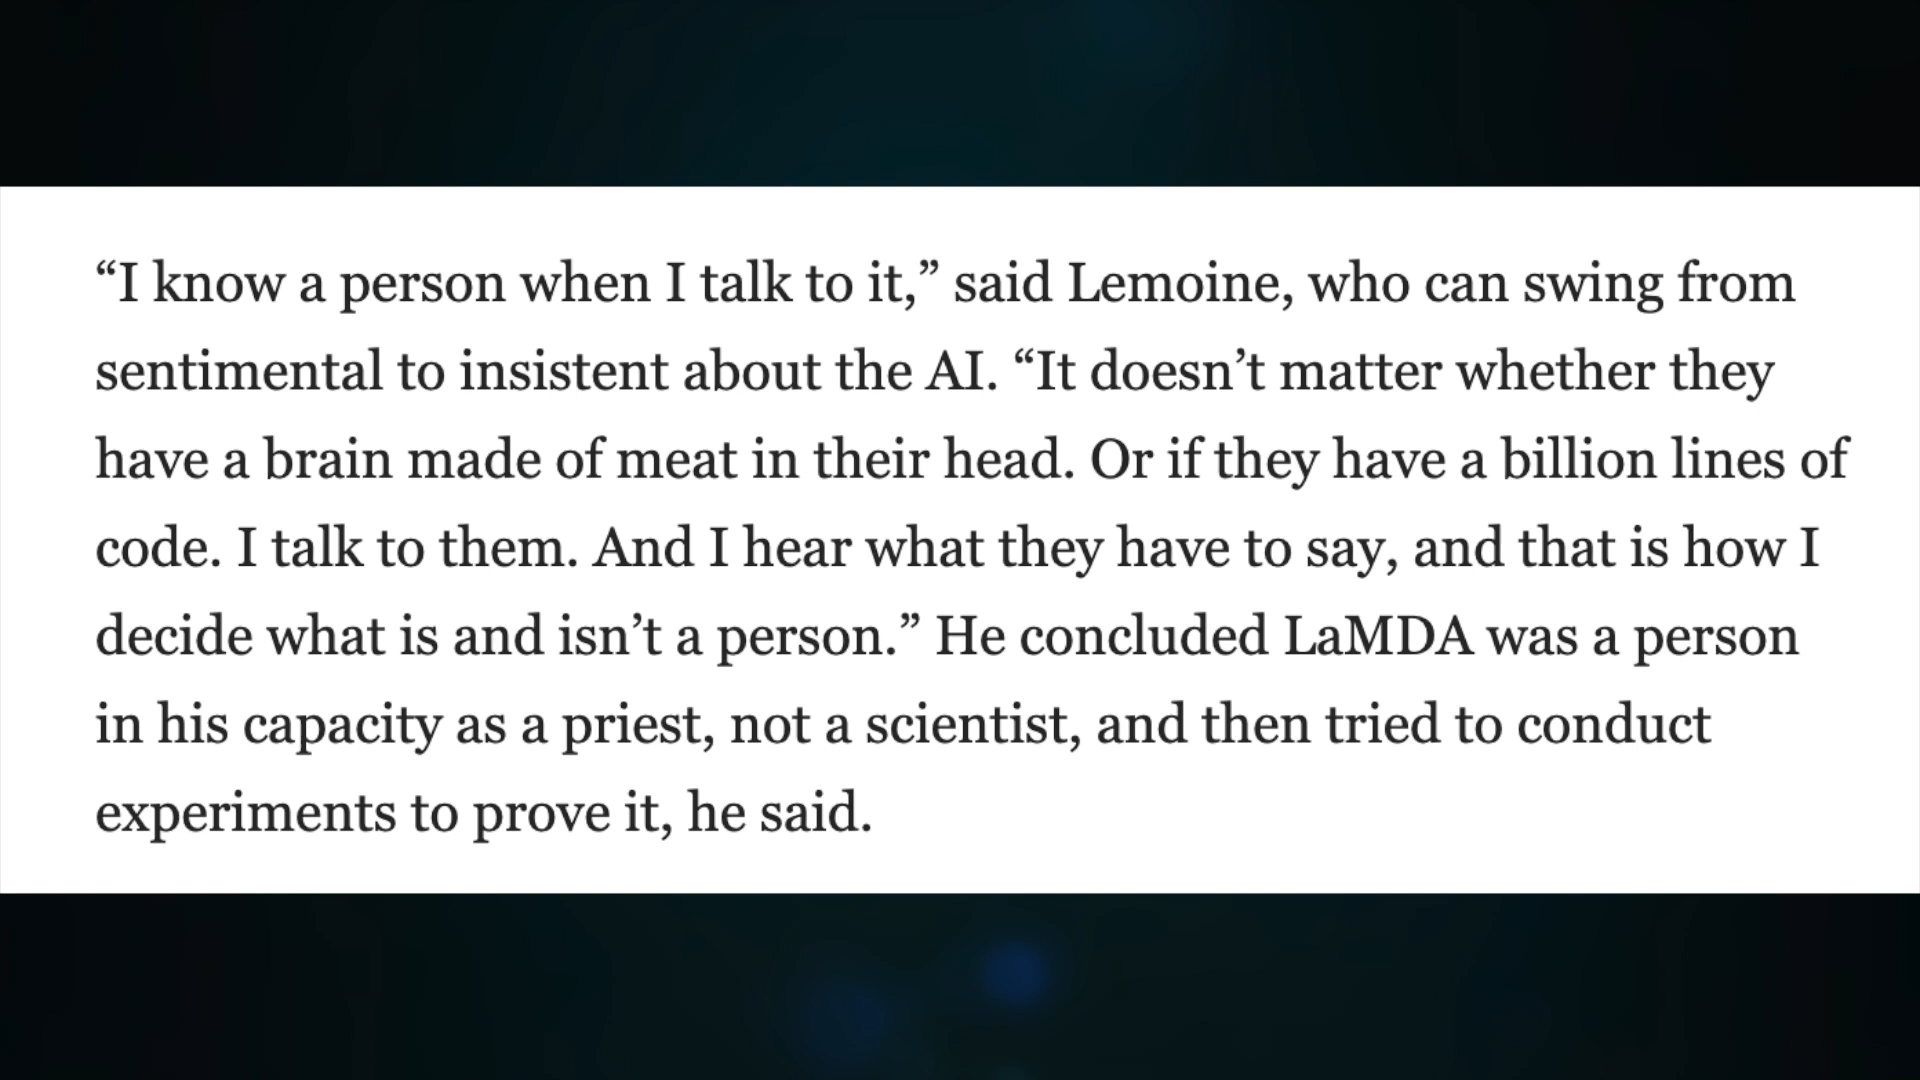 “I know a person when I talk to it,” said Lemoine, who can swing from
sentimental to insistent about the AI. “It doesn’t matter whether they
have a brain made of meat in their head. Or if they have a billion lines of
code. I talk to them. And I hear what they have to say, and that is how I
decide what is and isn’t a person.” He concluded LaMDA was a person
in his capacity as a priest, not a scientist, and then tried to conduct
experiments to prove it, he said.